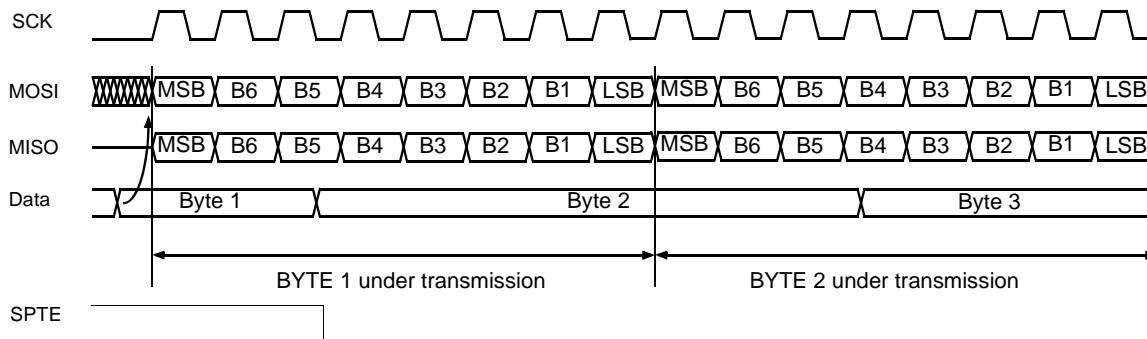 SCK
MOSI MSB B6 B5 B4 B3 B2 B1 LSB MSB B6 B5 B4 B3 B2 B1 LSB
MISO MSB B6 B5 B4 B3 B2 B1 LSB MSB B6 B5 B4 B3 B2 B1 LSB
Data Byte 1 Byte 2 Byte 3
BYTE 1 under transmission BYTE 2 under transmission
SPTE